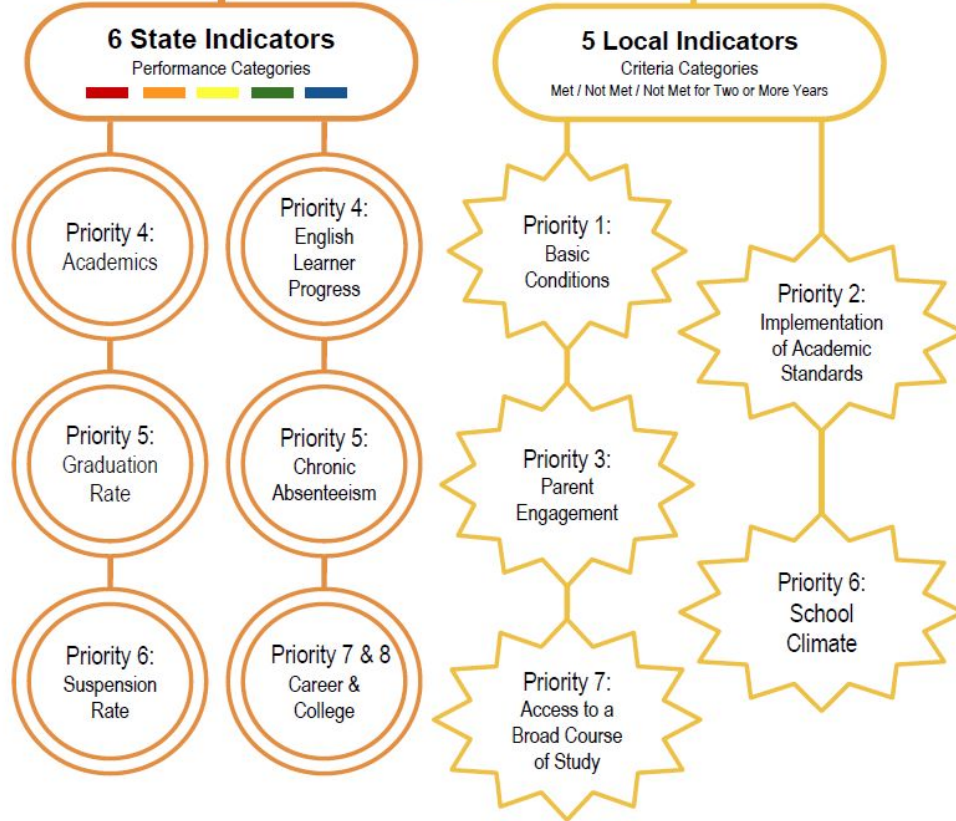 6 State Indicators
Performance Categories
5 Local Indicators
Criteria Categories
Met / Not Met / Not Met for Two or More Years
Priority 4:
Academics
Priority 4:
English
Learner
Progress
Priority 5:
Graduation
Rate
Priority 5:
Chronic
Absenteeism
Priority 6:
Suspension
Rate
Priority 7 & 8
Career &
College
Priority 1:
Basic
Conditions
Priority 2:
Implementation
of Academic
Standards
Priority 3:
Parent
Engagement
Priority 6:
School
Climate
Priority 7:
Access to a
Broad Course
of Study